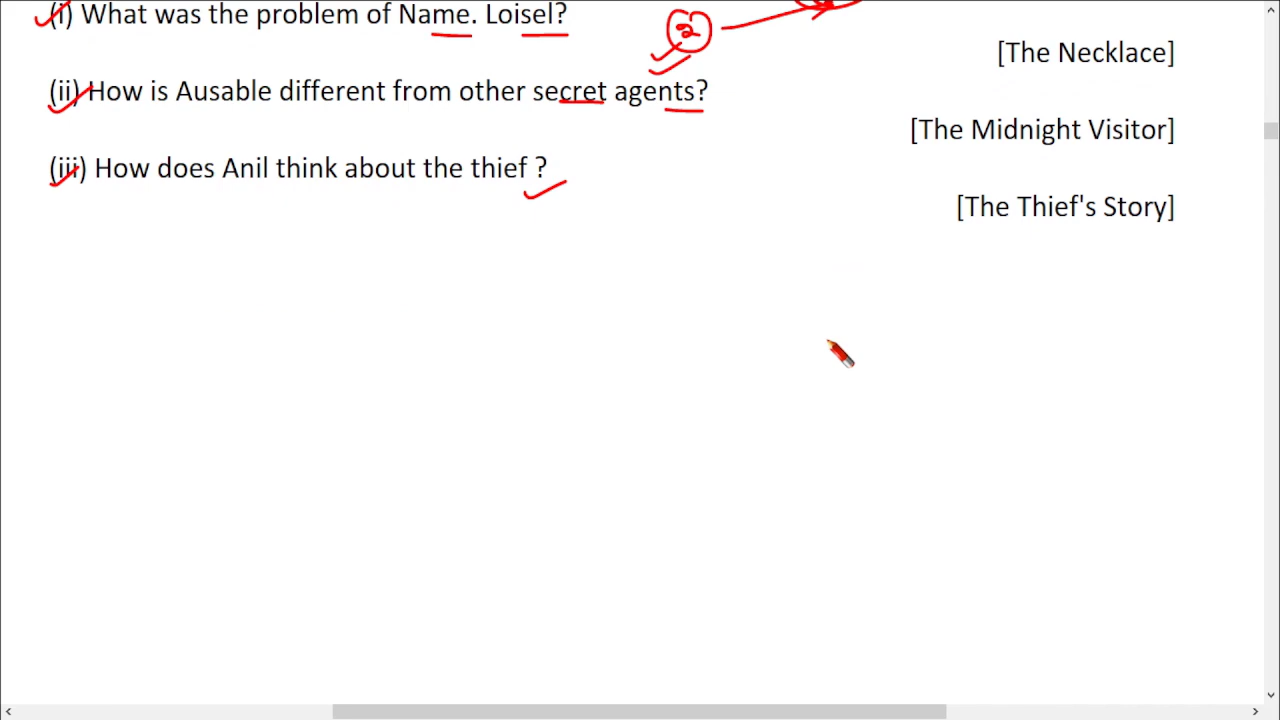 (i) What was the problem of Name. Loisel?
2
[The Necklace]
(ii) How is Ausable different from other secret agents?
[The Midnight Visitor]
(iii) How does Anil think about the thief ?
[The Thief's Story]